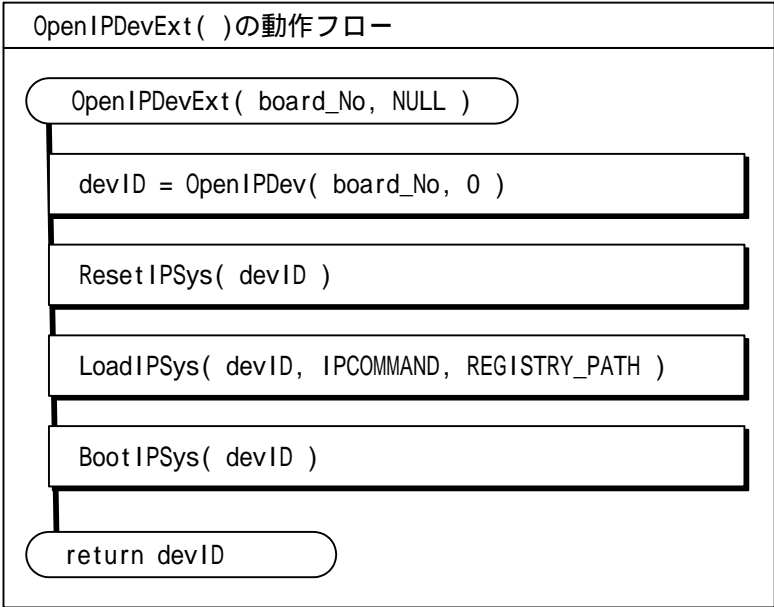 OpenIPDevExt( )の動作フロー
OpenIPDevExt( board_No, NULL )
devID = OpenIPDev( board_No, 0 )
ResetIPSys( devID )
LoadIPSys( devID, IPCOMMAND, REGISTRY_PATH )
BootIPSys( devID )
return devID